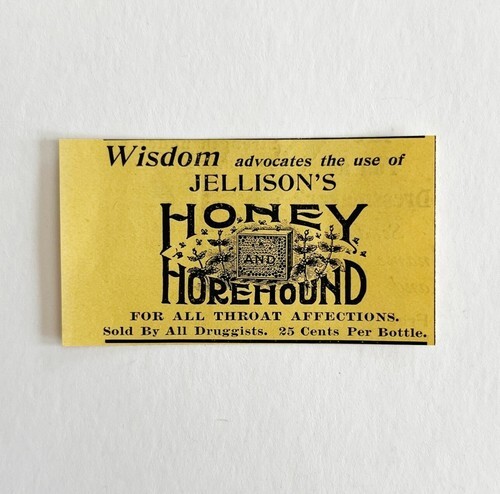 Wisdom advocates the use of
JELLISON'S
HONEY
AND
HOREHOUND
FOR ALL THROAT AFFECTIONS.
Sold By All Druggists. 25 Cents Per Bottle.